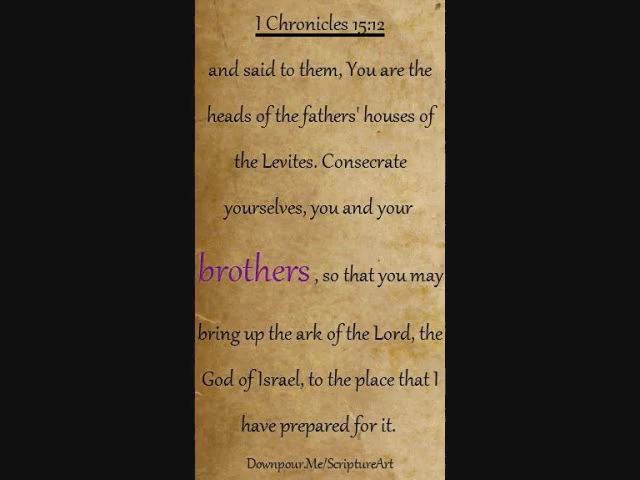 1 Chronicles 15:12
and said to them, You are the
heads of the fathers' houses of
the Levites. Consecrate
yourselves, you and your
brothers , so that you may
bring up the ark of the Lord, the
God of Israel, to the place that I
have prepared for it.
Downpour.Me/ScriptureArt